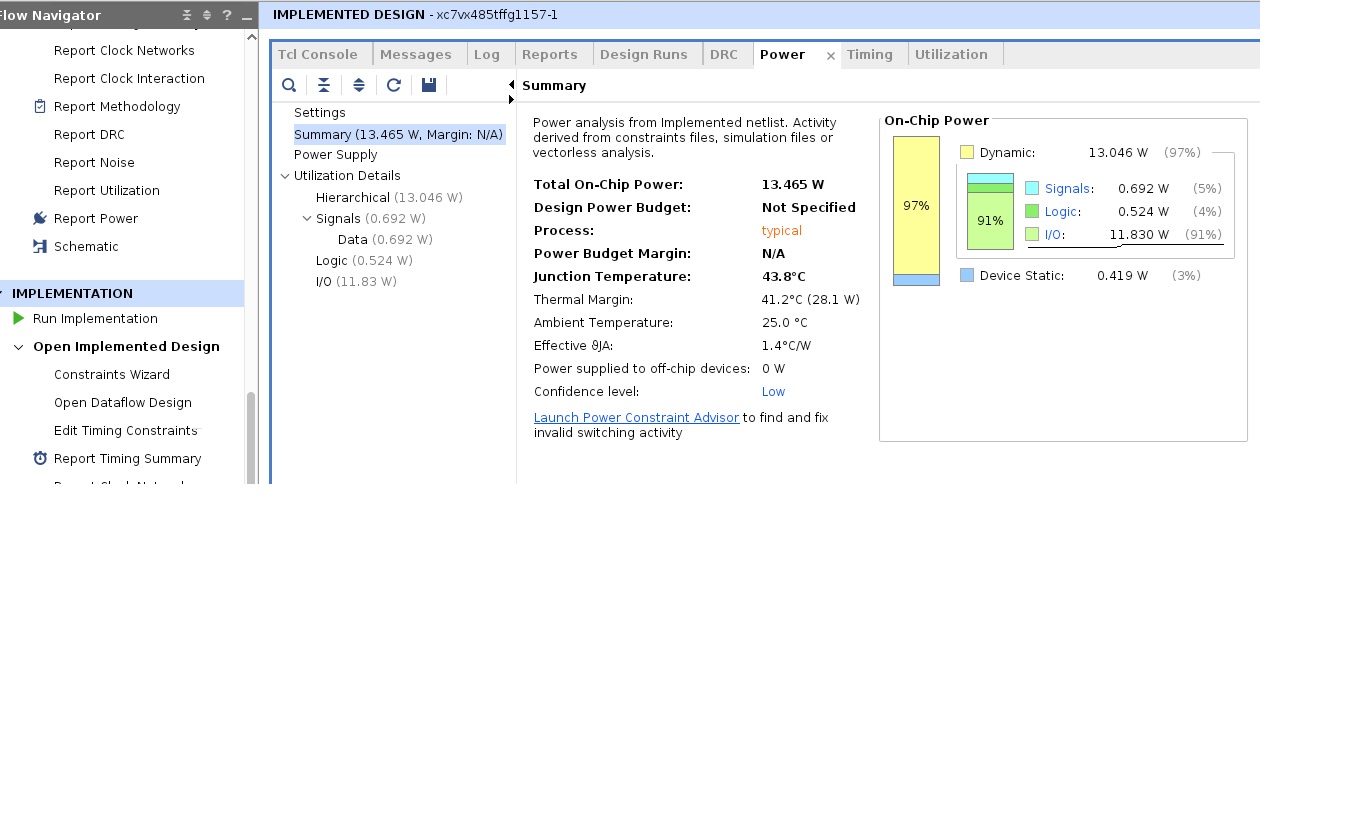 Flow Navigator
?
Report Clock Networks
Report Clock Interaction
Report Methodology
Report DRC
Report Noise
Report Utilization
Report Power
Schematic
IMPLEMENTATION
Run Implementation
Open Implemented Design
Constraints Wizard
Open Dataflow Design
Edit Timing Constraints
Report Timing Summary
IMPLEMENTED DESIGN - xc7vx485tffg1157-1
Tcl Console
Messages
Log
Reports
Design Runs
DRC
Power
Timing
Utilization
Settings
Summary (13.465 W, Margin: N/A)
Power Supply
Utilization Details
Hierarchical (13.046 W)
Signals (0.692 W)
Data (0.692 W)
Logic (0.524 W)
I/O (11.83 W)
Summary
Power analysis from Implemented netlist. Activity
derived from constraints files, simulation files or
vectorless analysis.
Total On-Chip Power: 13.465 W
Design Power Budget: Not Specified
Process: typical
Power Budget Margin: N/A
Junction Temperature: 43.8°C
Thermal Margin: 41.2°C (28.1 W)
Ambient Temperature: 25.0 °C
Effective ϑJA: 1.4°C/W
Power supplied to off-chip devices: 0 W
Confidence level: Low
Launch Power Constraint Advisor to find and fix
invalid switching activity
On-Chip Power
97%
Dynamic: 13.046 W (97%)
91%
Signals: 0.692 W (5%)
Logic: 0.524 W (4%)
I/O: 11.830 W (91%)
Device Static: 0.419 W (3%)